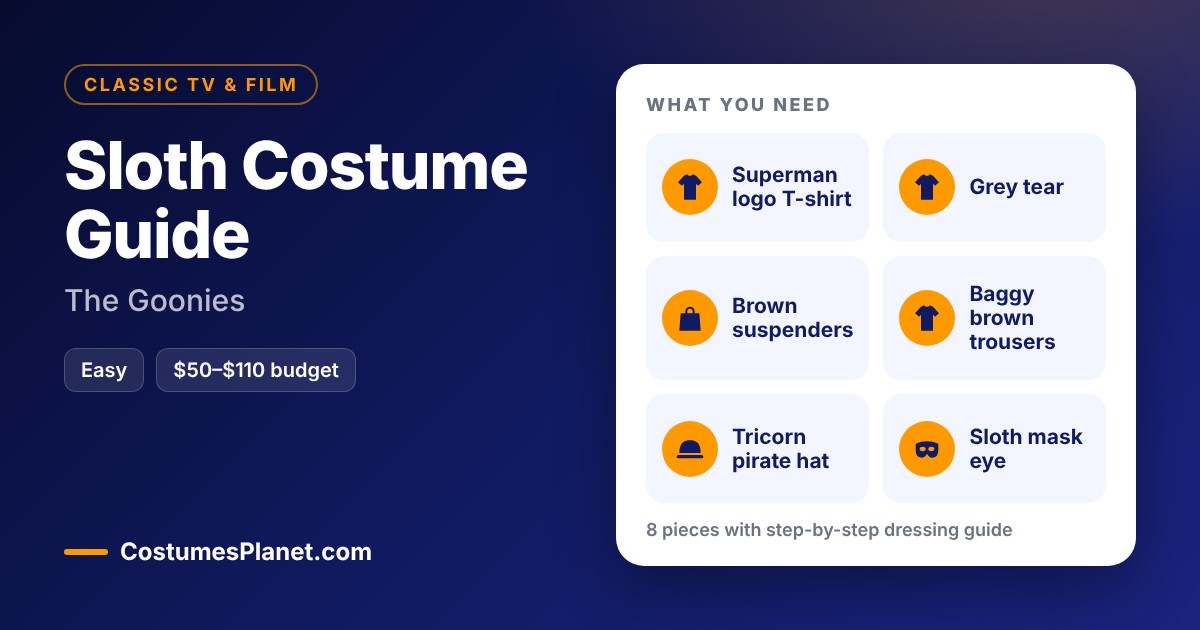 CLASSIC TV & FILM
Sloth Costume
Guide
The Goonies
Easy
$50–$110 budget
CostumesPlanet.com
WHAT YOU NEED
Superman
logo T-shirt
Grey tear
Brown
suspenders
Baggy
brown
trousers
Tricorn
pirate hat
Sloth mask
eye
8 pieces with step-by-step dressing guide